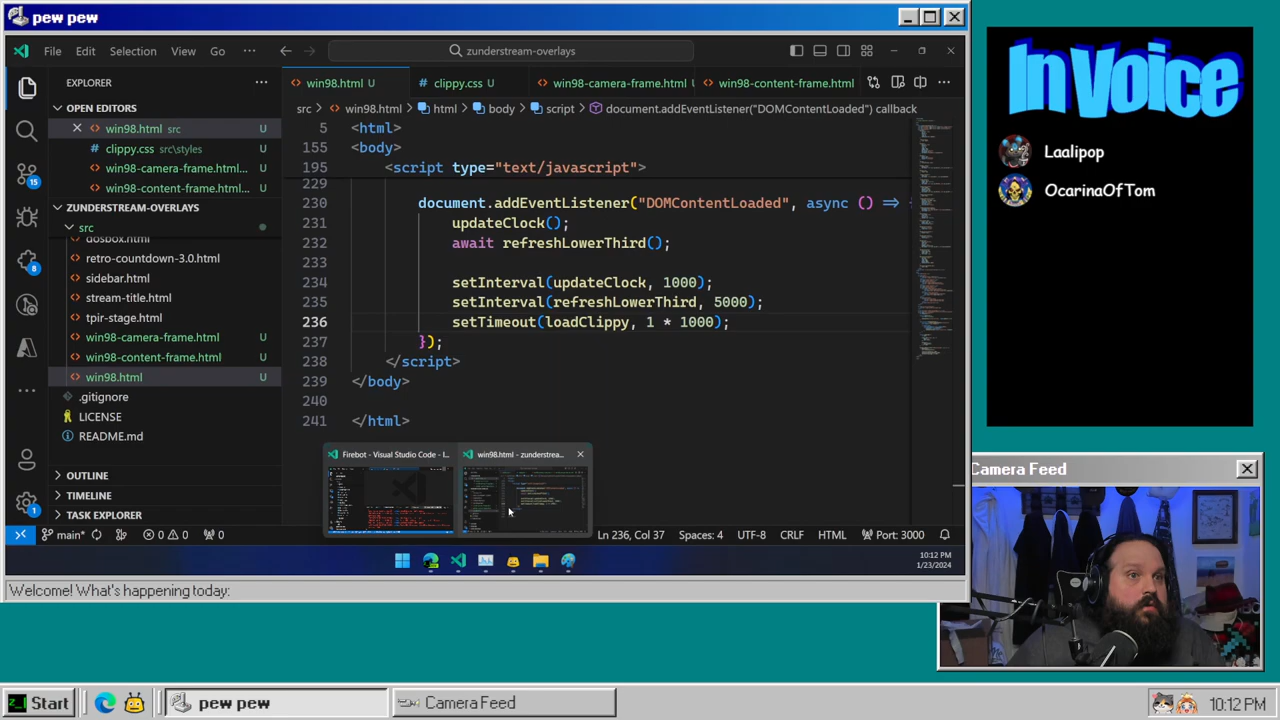 pew pew
File Edit Selection View Go ···
zunderstream-overlays
EXPLORER
OPEN EDITORS
win98.html src U
clippy.css src\styles U
win98-camera-frame.h... U
win98-content-frame.html... U
ZUNDERSTREAM-OVERLAYS
src
dosbox.html
retro-countdown-3.0.html
sidebar.html
stream-title.html
tpir-stage.html
win98-camera-frame.html U
win98-content-frame.html U
win98.html U
.gitignore
LICENSE
README.md
OUTLINE
TIMELINE
TASK EXPLORER
15
8
1
win98.html U
clippy.css U
win98-camera-frame.html U
win98-content-frame.html
src > win98.html > html > body > script > document.addEventListener("DOMContentLoaded") callback
5 <html>
155 <body>
195 <script type="text/javascript">
229
230 document.addEventListener("DOMContentLoaded", async () => {
231 updateClock();
232 await refreshLowerThird();
233
234 setInterval(updateClock, 1000);
235 setInterval(refreshLowerThird, 5000);
236 setTimeout(loadClippy, 1 * 1000);
237 });
238 </script>
239 </body>
240
241 </html>
Firebot - Visual Studio Code - I...
win98.html - zunderstrea...
main* 0 0 0 Ln 236, Col 37 Spaces: 4 UTF-8 CRLF HTML Port: 3000
10:12 PM
1/23/2024
Welcome! What's happening today:
In Voice
Laalipop
OcarinaOfTom
Camera Feed
Start
pew pew
Camera Feed
10:12 PM